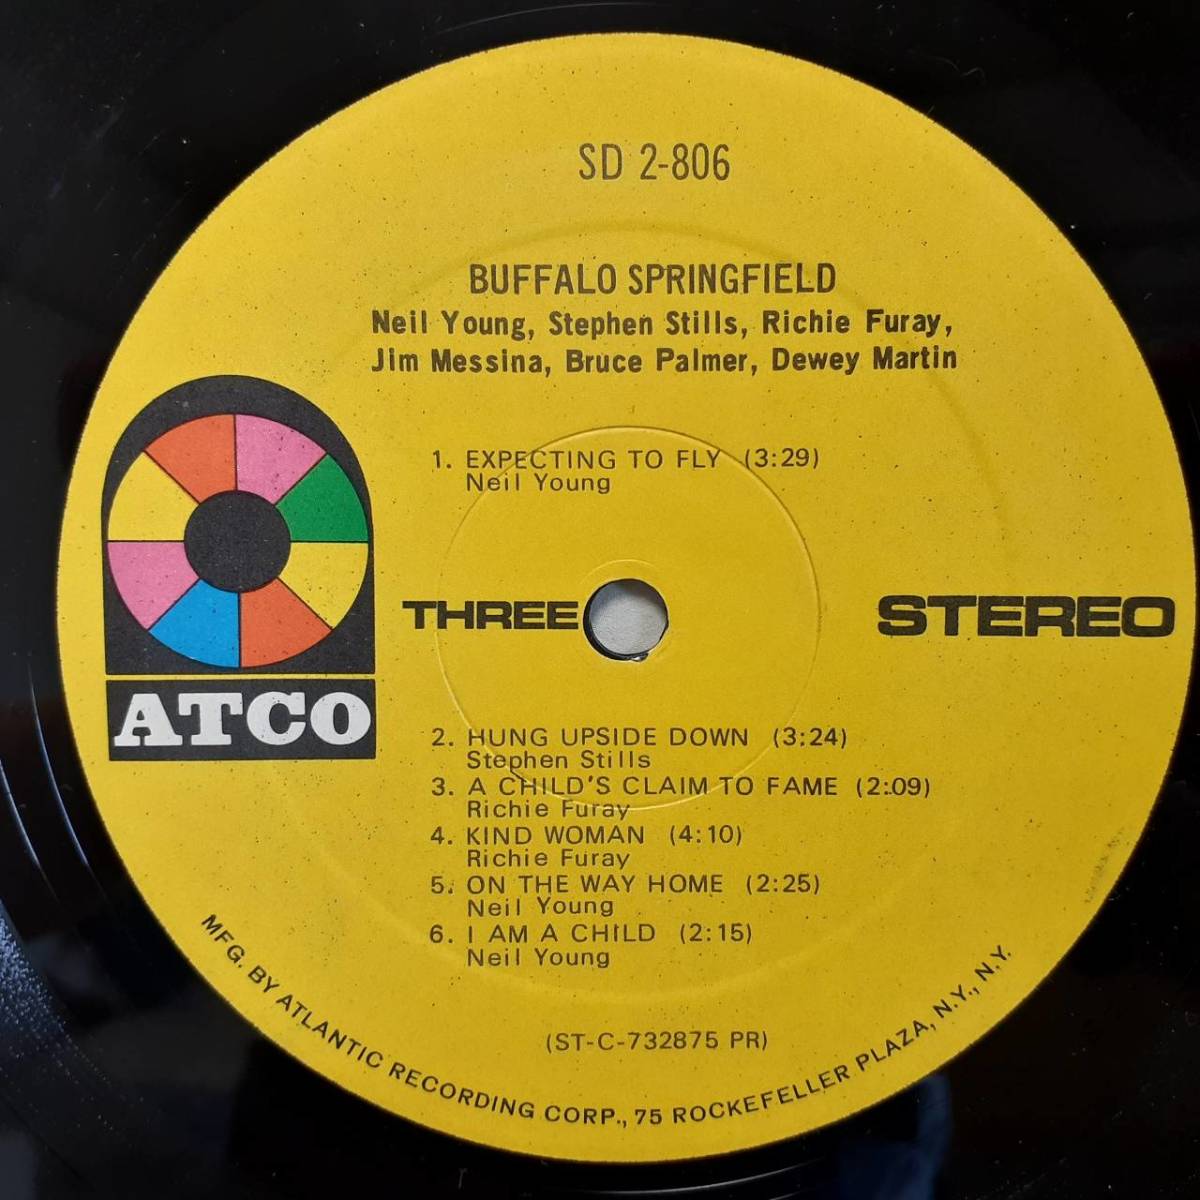 SD 2-806
BUFFALO SPRINGFIELD
Neil Young, Stephen Stills, Richie Furay,
Jim Messina, Bruce Palmer, Dewey Martin
1. EXPECTING TO FLY (3:29)
Neil Young
THREE
STEREO
ATCO
2. HUNG UPSIDE DOWN (3:24)
Stephen Stills
3. A CHILD'S CLAIM TO FAME (2:09)
Richie Furay
4. KIND WOMAN (4:10)
Richie Furay
5. ON THE WAY HOME (2:25)
Neil Young
6. I AM A CHILD (2:15)
Neil Young
(ST-C-732875 PR)
MFG. BY ATLANTIC RECORDING CORP., 75 ROCKEFELLER PLAZA, N.Y., N.Y.